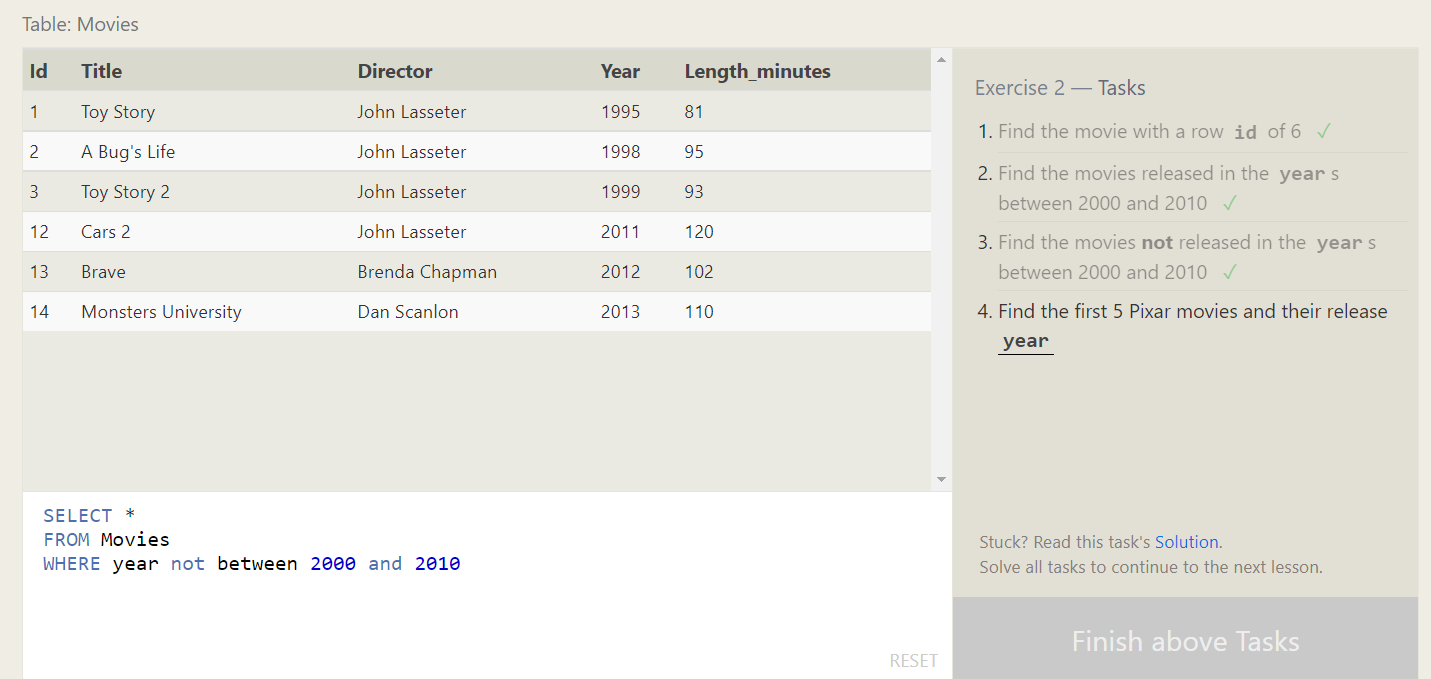 Table: Movies
Id Title Director Year Length_minutes
1 Toy Story John Lasseter 1995 81
2 A Bug's Life John Lasseter 1998 95
3 Toy Story 2 John Lasseter 1999 93
12 Cars 2 John Lasseter 2011 120
13 Brave Brenda Chapman 2012 102
14 Monsters University Dan Scanlon 2013 110
SELECT *
FROM Movies
WHERE year not between 2000 and 2010
RESET
Exercise 2 — Tasks
1. Find the movie with a row id of 6 ✓
2. Find the movies released in the year s
between 2000 and 2010 ✓
3. Find the movies not released in the year s
between 2000 and 2010 ✓
4. Find the first 5 Pixar movies and their release
year
Stuck? Read this task's Solution.
Solve all tasks to continue to the next lesson.
Finish above Tasks